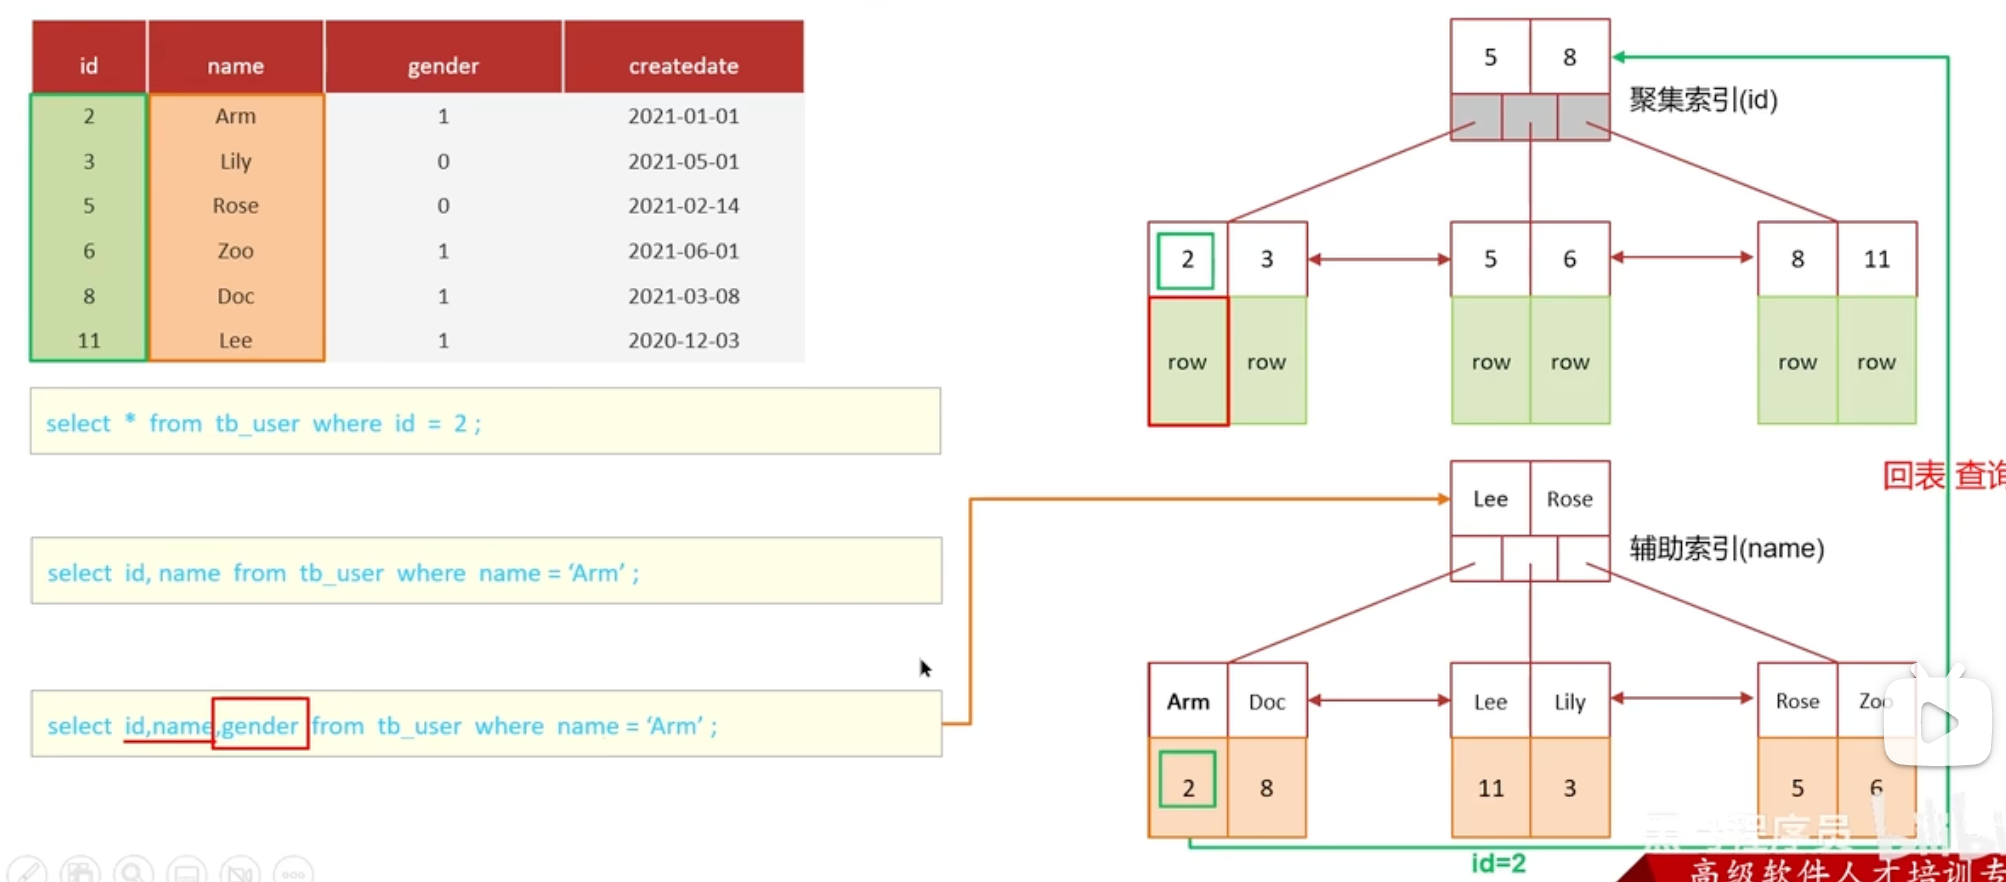 id name gender createdate
2 Arm 1 2021-01-01
3 Lily 0 2021-05-01
5 Rose 0 2021-02-14
6 Zoo 1 2021-06-01
8 Doc 1 2021-03-08
11 Lee 1 2020-12-03
select * from tb_user where id = 2 ;
select id, name from tb_user where name = ‘Arm’ ;
select id,name,gender from tb_user where name = ‘Arm’ ;
5 8
聚集索引(id)
2 3 5 6 8 11
row row row row row row
回表 查询
Lee Rose
辅助索引(name)
Arm Doc Lee Lily Rose Zoo
2 8 11 3 5 6
id=2
程序员
高级软件人才培训专